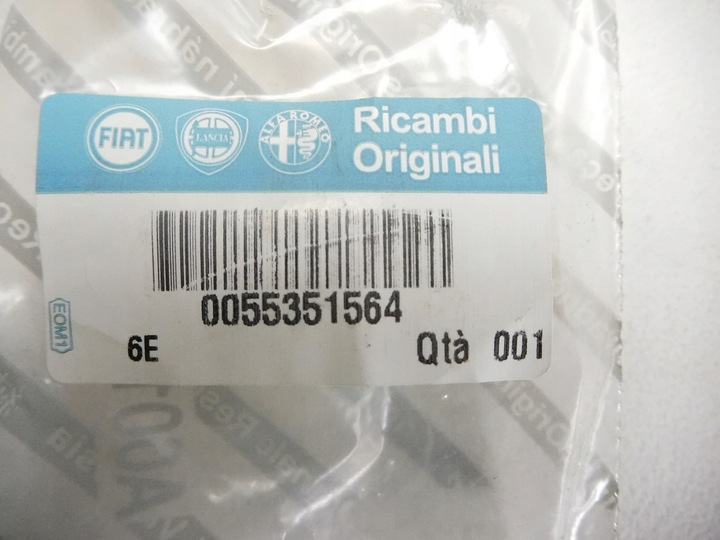 FIAT
LANCIA
ALFA ROMEO
Ricambi
Originali
0055351564
EOM1
6E
Qtà 001